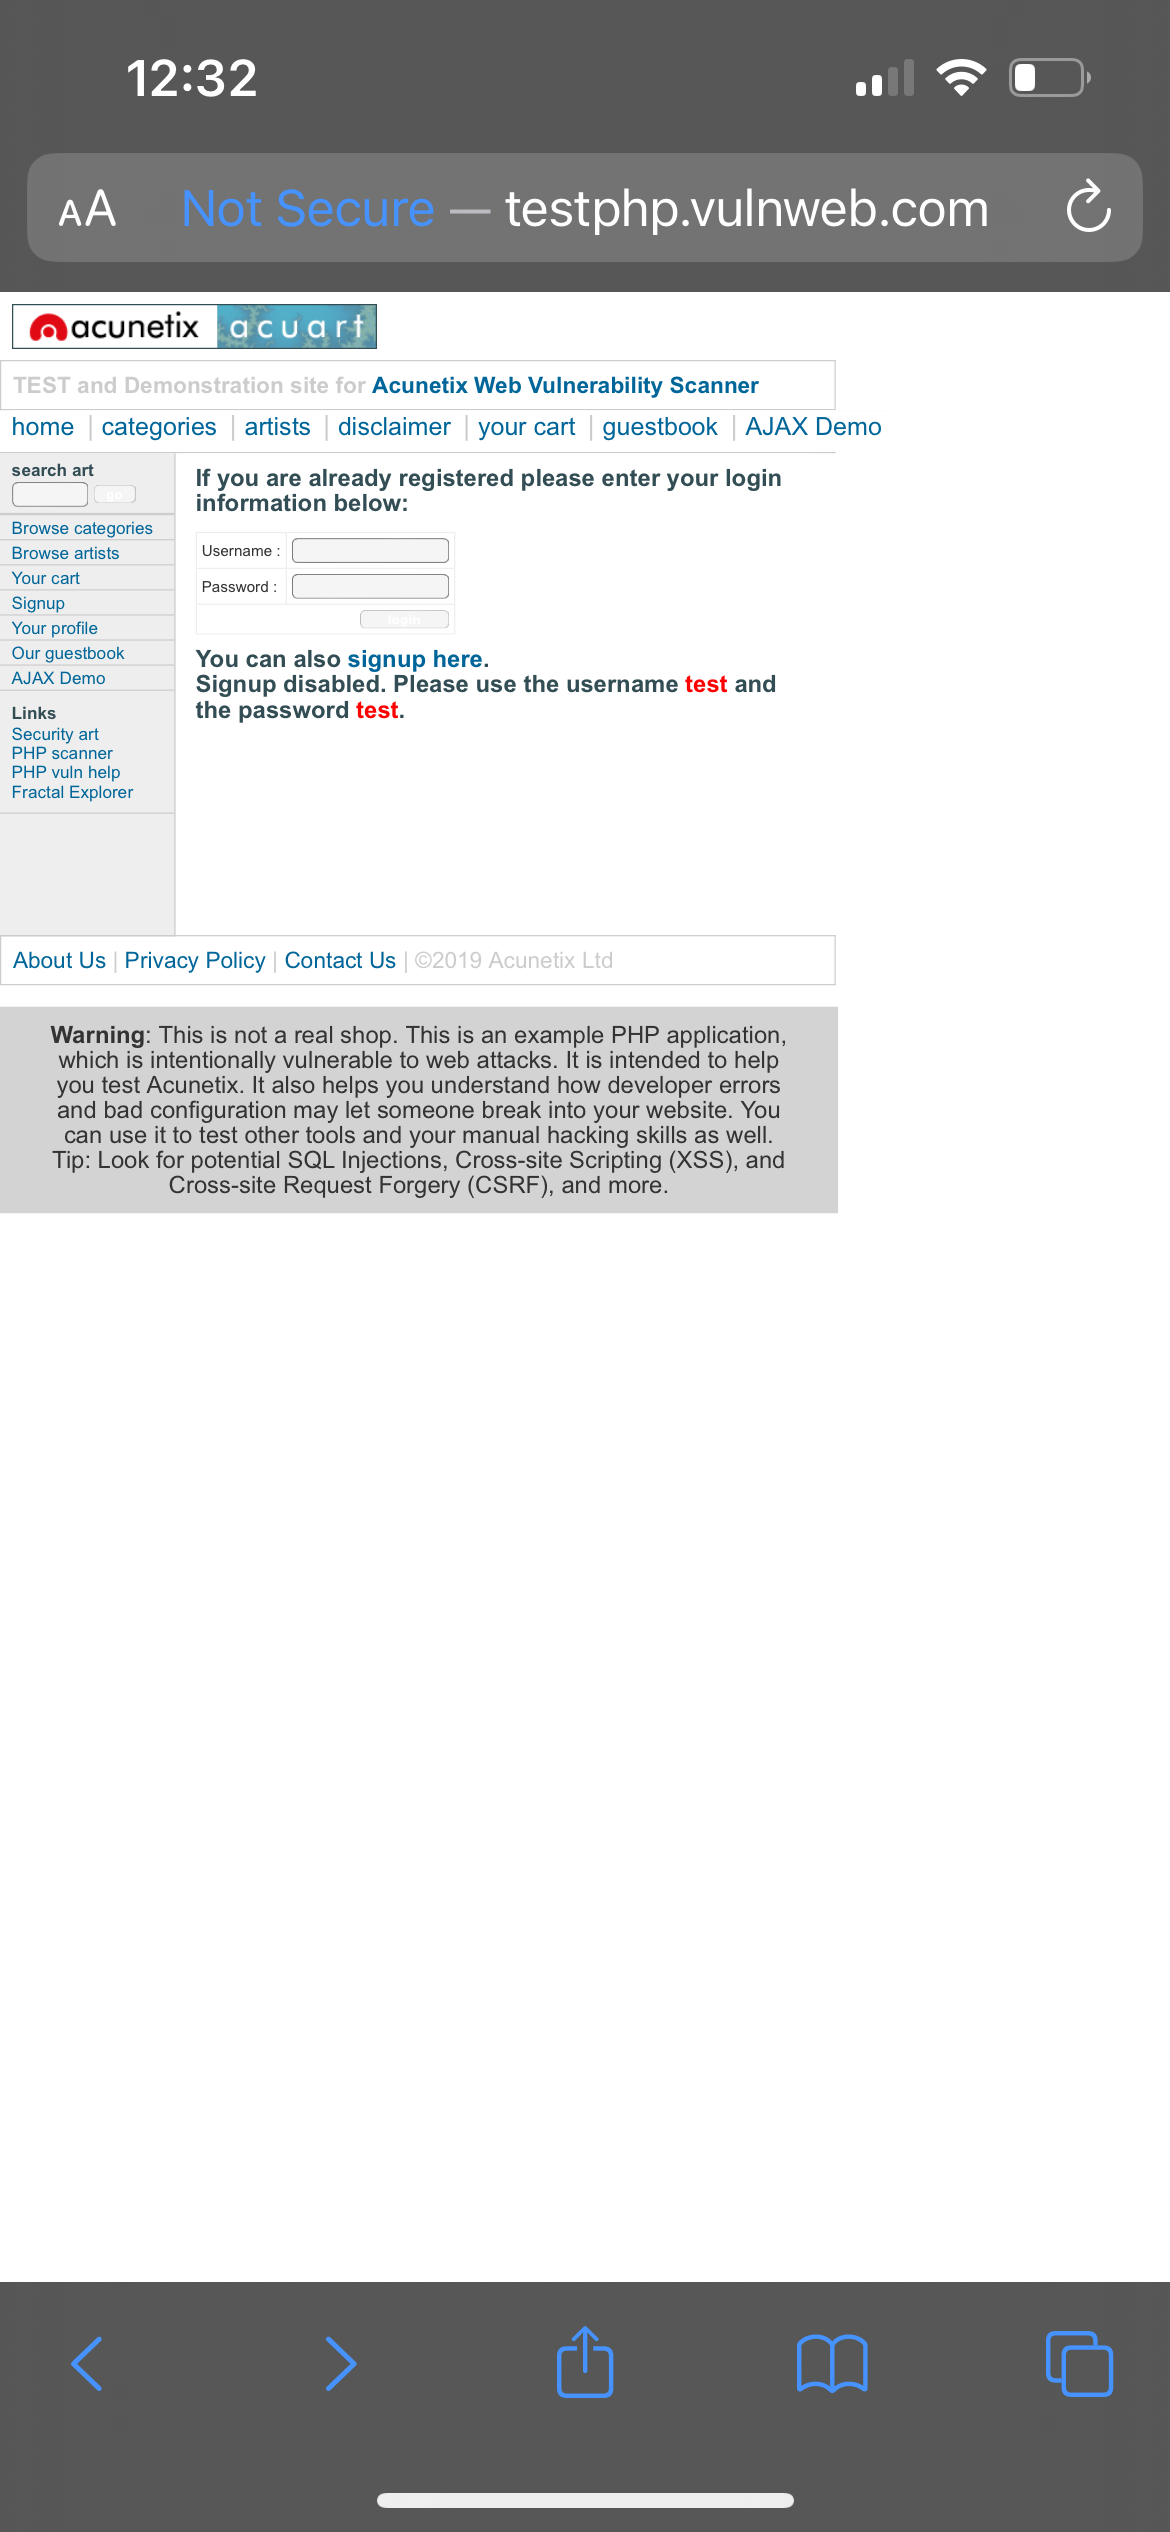 12:32
AA Not Secure — testphp.vulnweb.com
acunetix acuart
TEST and Demonstration site for Acunetix Web Vulnerability Scanner
home | categories | artists | disclaimer | your cart | guestbook | AJAX Demo
search art
go
Browse categories
Browse artists
Your cart
Signup
Your profile
Our guestbook
AJAX Demo
Links
Security art
PHP scanner
PHP vuln help
Fractal Explorer
If you are already registered please enter your login
information below:
Username :
Password :
login
You can also signup here.
Signup disabled. Please use the username test and
the password test.
About Us | Privacy Policy | Contact Us | ©2019 Acunetix Ltd
Warning: This is not a real shop. This is an example PHP application,
which is intentionally vulnerable to web attacks. It is intended to help
you test Acunetix. It also helps you understand how developer errors
and bad configuration may let someone break into your website. You
can use it to test other tools and your manual hacking skills as well.
Tip: Look for potential SQL Injections, Cross-site Scripting (XSS), and
Cross-site Request Forgery (CSRF), and more.